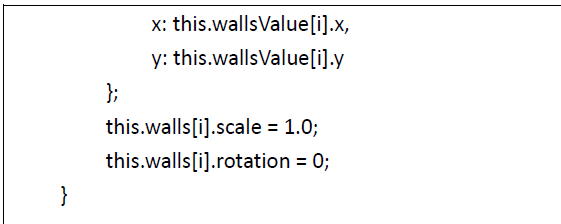 x: this.wallsValue[i].x,
y: this.wallsValue[i].y
};
this.walls[i].scale = 1.0;
this.walls[i].rotation = 0;
}